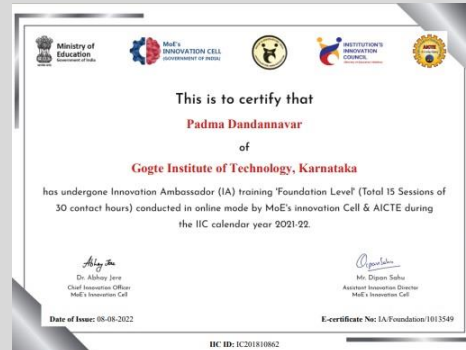 Ministry of
Education
Government of India
MoE's
INNOVATION CELL
(GOVERNMENT OF INDIA)
INSTITUTION'S
INNOVATION
COUNCIL
AICTE
This is to certify that
Padma Dandannavar
of
Gogte Institute of Technology, Karnataka
has undergone Innovation Ambassador (IA) training 'Foundation Level' (Total 15 Sessions of
30 contact hours) conducted in online mode by MoE's innovation Cell & AICTE during
the IIC calendar year 2021-22.
Dr. Abhay Jere
Chief Innovation Officer
MoE's Innovation Cell
Mr. Dipan Sahu
Assistant Innovation Director
MoE's Innovation Cell
Date of Issue: 08-08-2022
E-certificate No: IA/Foundation/1013549
IIC ID: IC201810862